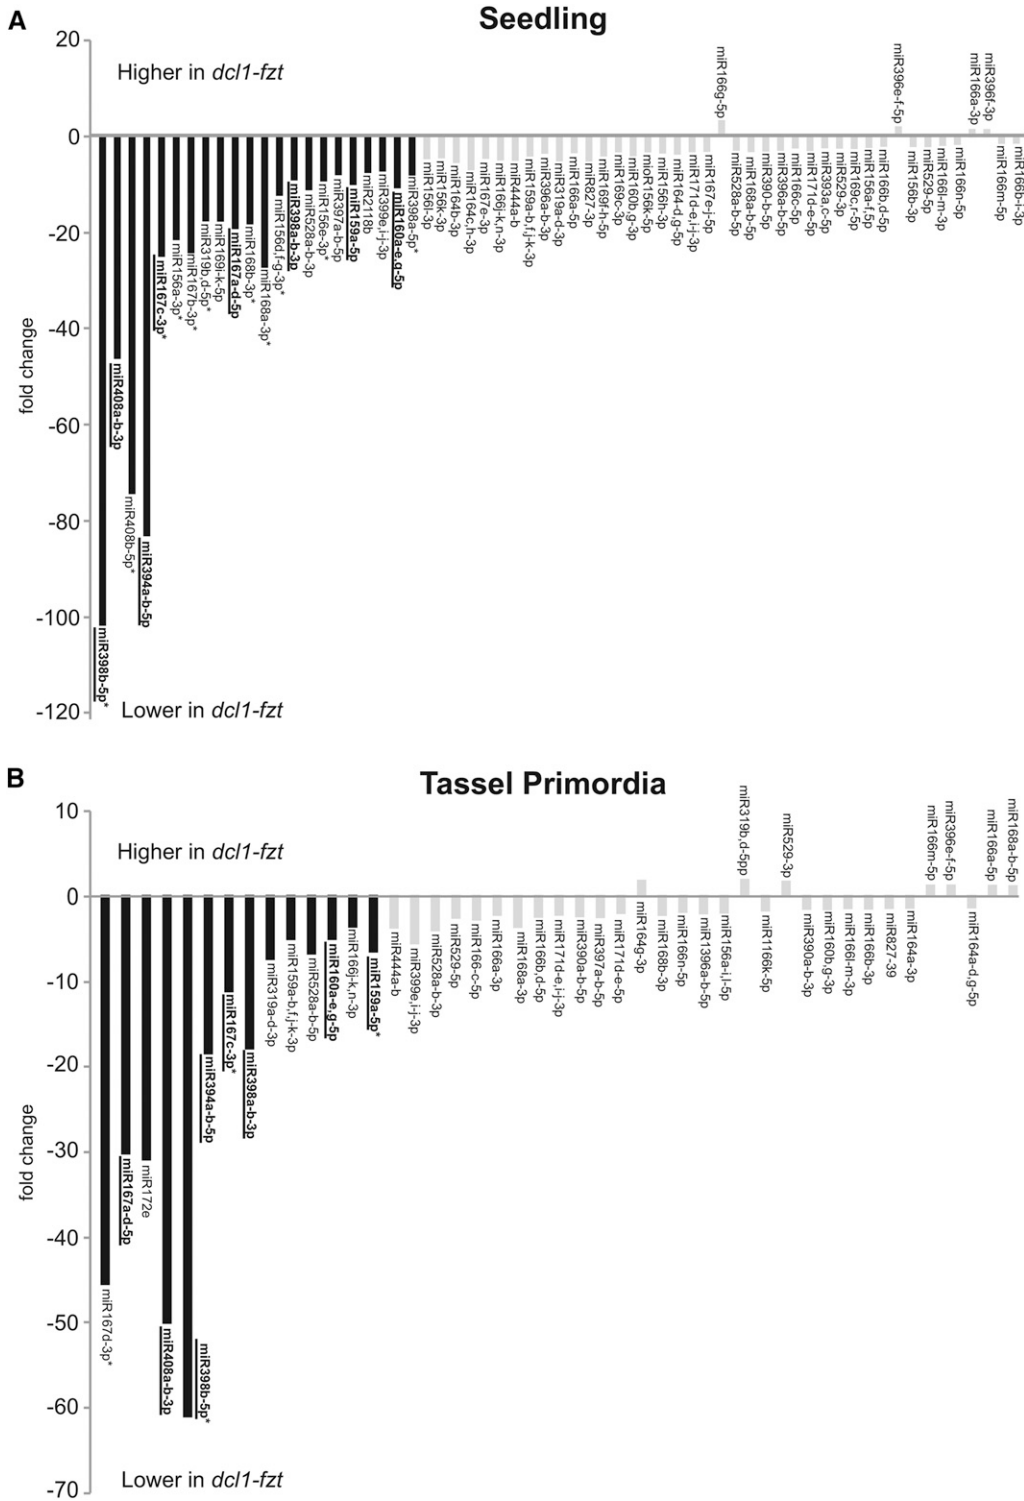 A
Seedling
20
Higher in dcl1-fzt
0
-20
-40
-60
-80
-100
-120
fold change
miR398b-5p*
miR408a-b-3p
miR408b-5p*
miR394a-b-5p
miR167c-3p*
miR156a-3p*
miR167b-3p*
miR319b,d-5p*
miR169i-k-5p
miR167a-d-5p
miR168b-3p*
miR168a-3p*
miR156d,f-g-3p*
miR398a-b-3p
miR528a-b-3p
miR156e-3p*
miR397a-b-5p
miR159a-5p
miR2118b
miR399e,i-j-3p
miR160a-e,g-5p
miR398a-5p*
miR156l-3p
miR156k-3p
miR164b-3p
miR164c,h-3p
miR167e-3p
miR166j-k,n-3p
miR444a-b
miR159a-b,f,j-k-3p
miR396a-b-3p
miR319a-d-3p
miR166a-5p
miR827-3p
miR169f-h-5p
miR169c-3p
miR160b,g-3p
moR156k-5p
miR156h-3p
miR164-d,g-5p
miR171d-e,i-j-3p
miR167e-j-5p
miR166g-5p
miR528a-b-5p
miR168a-b-5p
miR390-b-5p
miR396a-b-5p
miR166c-5p
miR171d-e-5p
miR393a,c-5p
miR529-3p
miR169c,r-5p
miR156a-f,5p
miR166b,d-5p
miR396e-f-5p
miR156b-3p
miR529-5p
miR166l-m-3p
miR166n-5p
miR166a-3p
miR396f-3p
miR166m-5p
miR166b-i-3p
Lower in dcl1-fzt
B
Tassel Primordia
10
Higher in dcl1-fzt
0
-10
-20
-30
-40
-50
-60
-70
fold change
miR167d-3p*
miR167a-d-5p
miR172e
miR408a-b-3p
miR398b-5p*
miR394a-b-5p
miR167c-3p*
miR398a-b-3p
miR319a-d-3p
miR159a-b,f,j-k-3p
miR528a-b-5p
miR160a-e,g-5p
miR166j-k,n-3p
miR159a-5p*
miR444a-b
miR399e,i-j-3p
miR528a-b-3p
miR529-5p
miR166-c-5p
miR166a-3p
miR168a-3p
miR166b,d-5p
miR171d-e,i-j-3p
miR390a-b-5p
miR397a-b-5p
miR171d-e-5p
miR164g-3p
miR168b-3p
miR166n-5p
miR1396a-b-5p
miR156a-i,l-5p
miR319b,d-5pp
miR1166k-5p
miR529-3p
miR390a-b-3p
miR160b,g-3p
miR166l-m-3p
miR166b-3p
miR827-39
miR164a-3p
miR166m-5p
miR396e-f-5p
miR164a-d,g-5p
miR166a-5p
miR168a-b-5p
Lower in dcl1-fzt